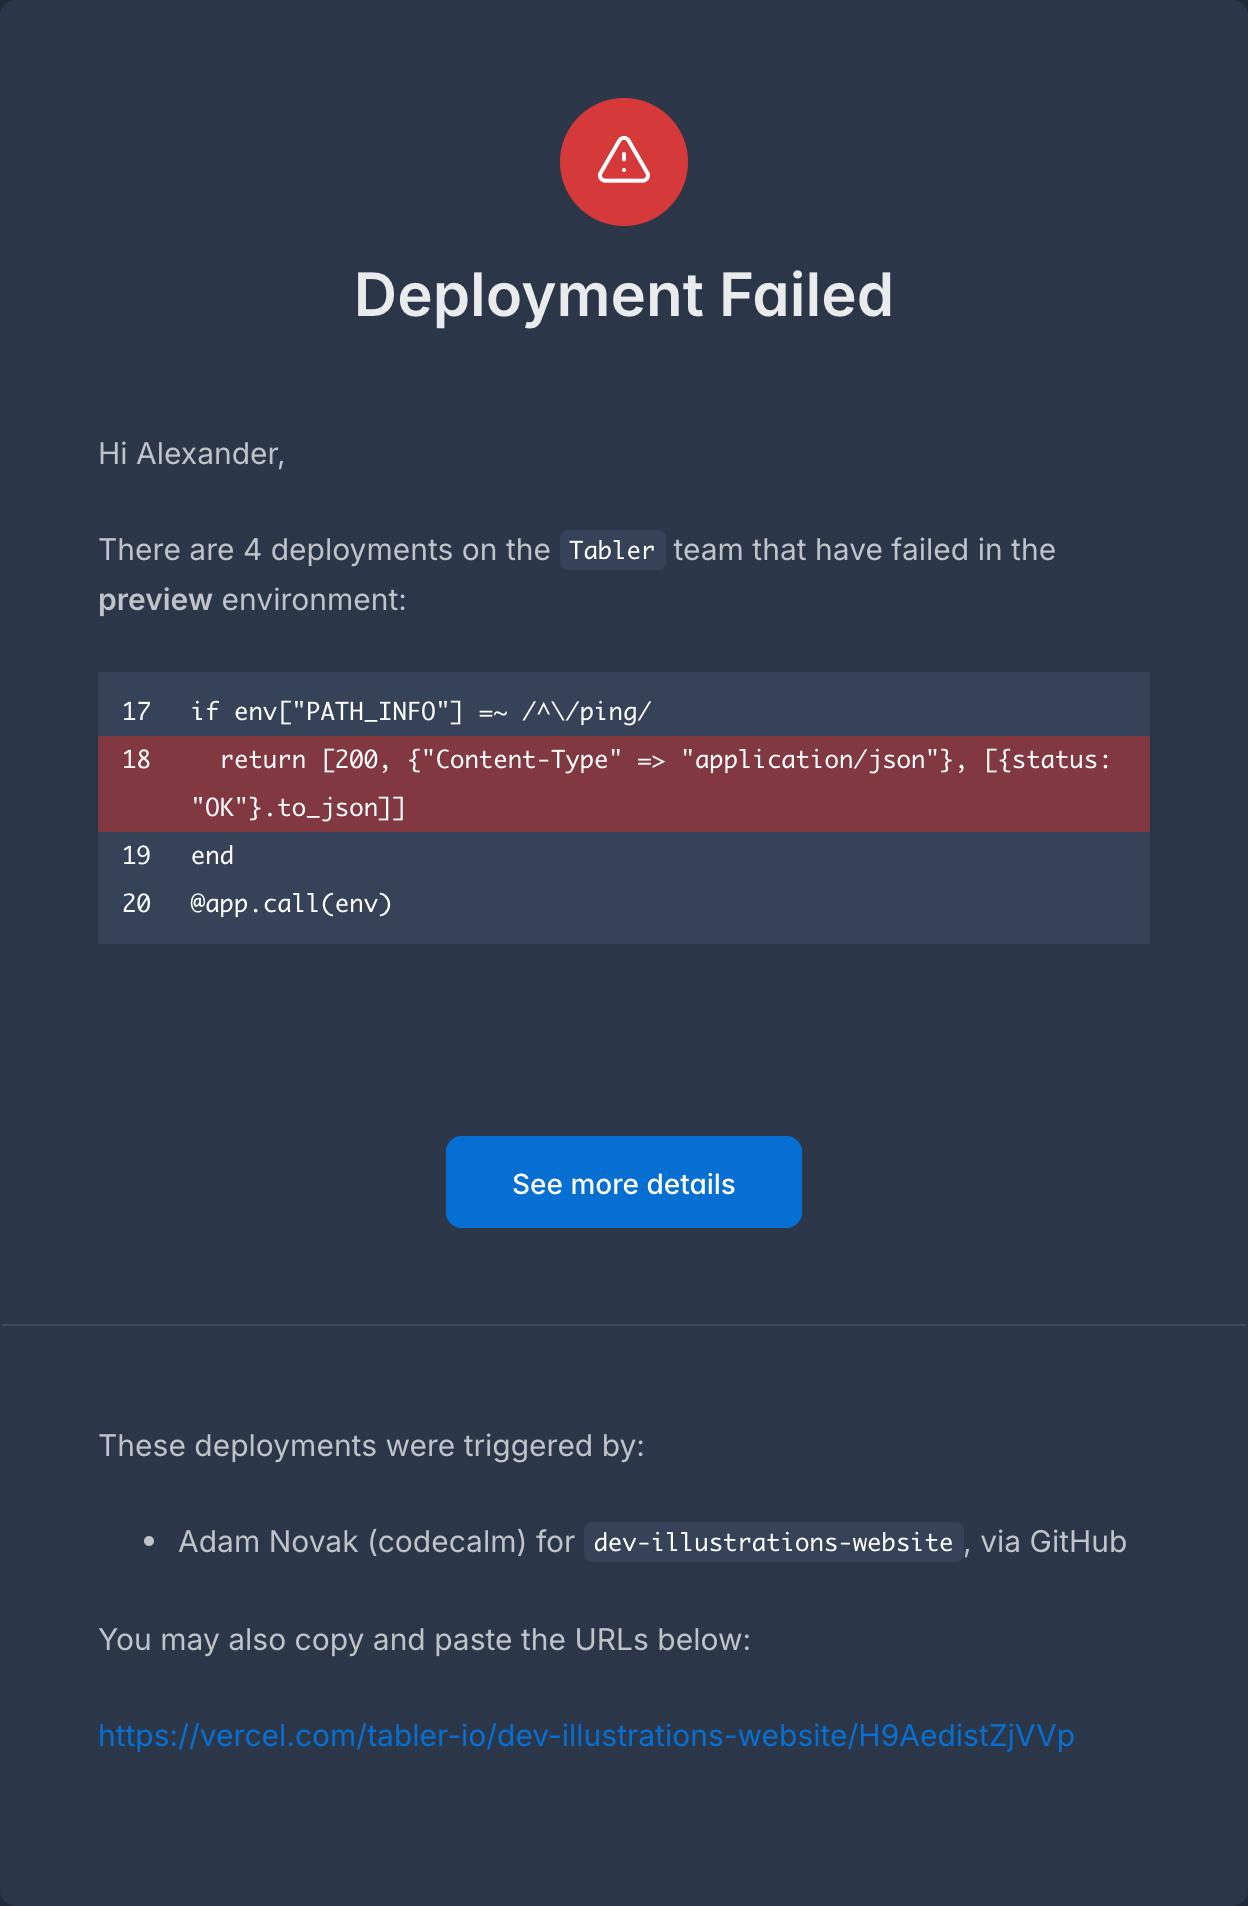 Deployment Failed
Hi Alexander,
There are 4 deployments on the Tabler team that have failed in the
preview environment:
17 if env["PATH_INFO"] =~ /^\/ping/
18   return [200, {"Content-Type" => "application/json"}, [{status:
"OK"}.to_json]]
19 end
20 @app.call(env)
See more details
These deployments were triggered by:
• Adam Novak (codecalm) for dev-illustrations-website, via GitHub
You may also copy and paste the URLs below:
https://vercel.com/tabler-io/dev-illustrations-website/H9AedistZjVVp